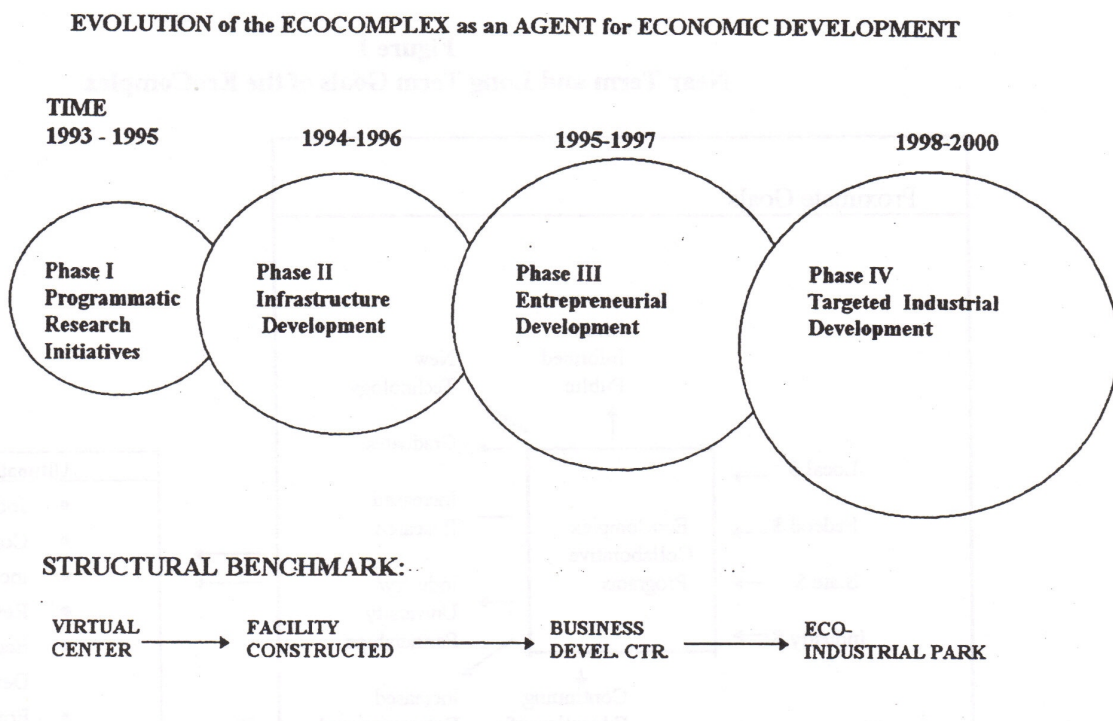 EVOLUTION of the ECOCOMPLEX as an AGENT for ECONOMIC DEVELOPMENT
TIME
1993 - 1995
1994-1996
1995-1997
1998-2000
Phase I
Programmatic
Research
Initiatives
Phase II
Infrastructure
Development
Phase III
Entrepreneurial
Development
Phase IV
Targeted Industrial
Development
STRUCTURAL BENCHMARK:
VIRTUAL
CENTER
FACILITY
CONSTRUCTED
BUSINESS
DEVEL. CTR.
ECO-
INDUSTRIAL PARK